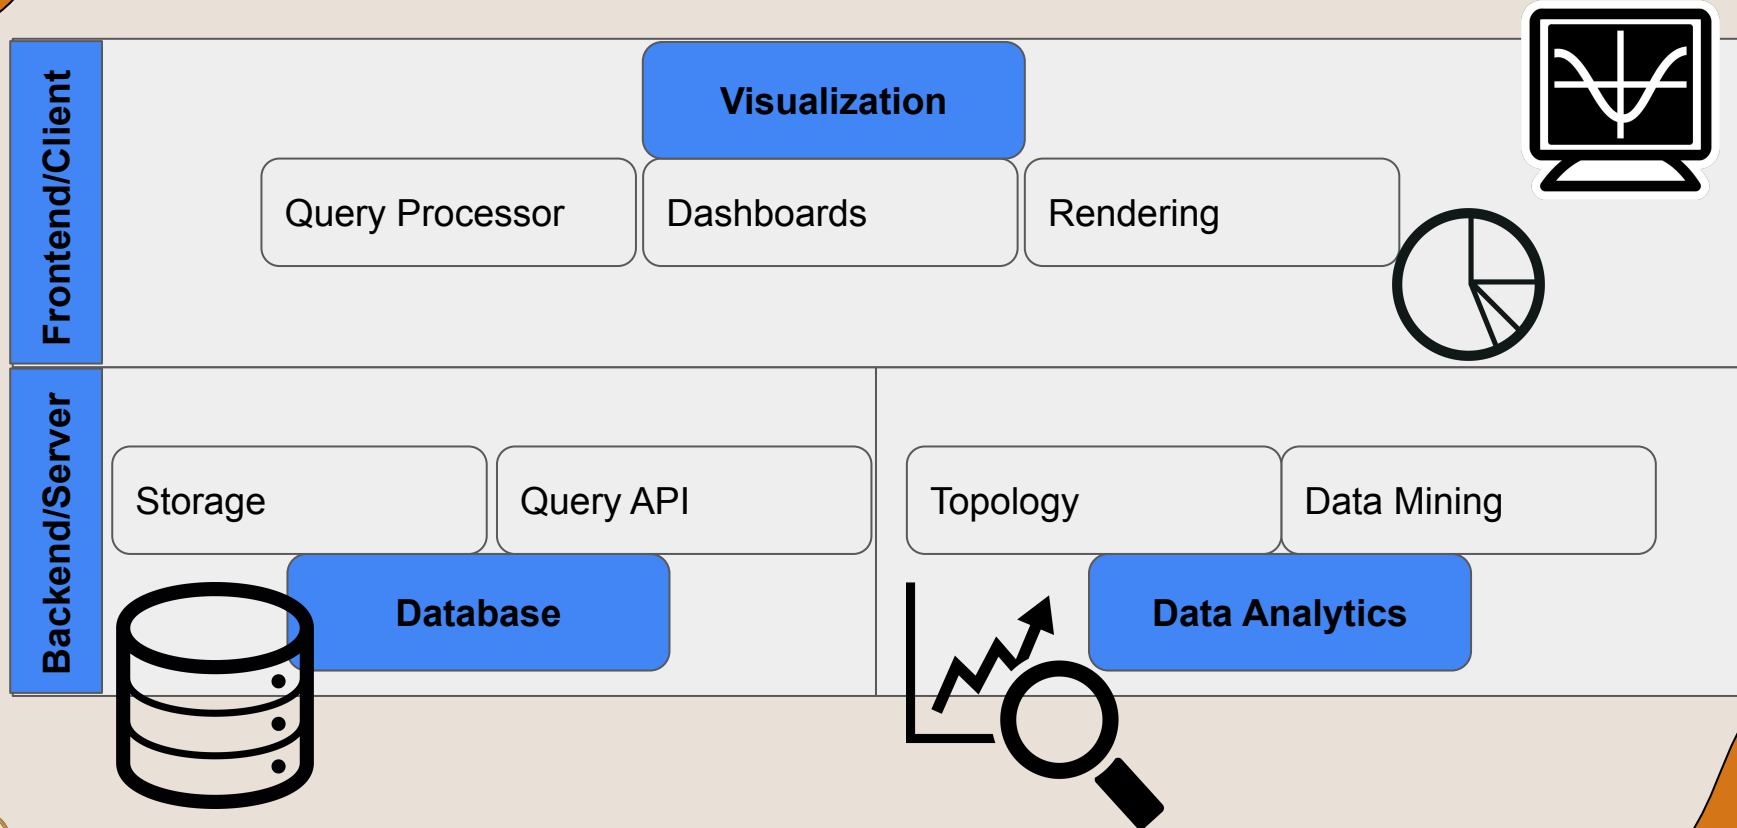 Frontend/Client
Visualization
Query Processor
Dashboards
Rendering
Backend/Server
Storage
Query API
Topology
Data Mining
Database
Data Analytics